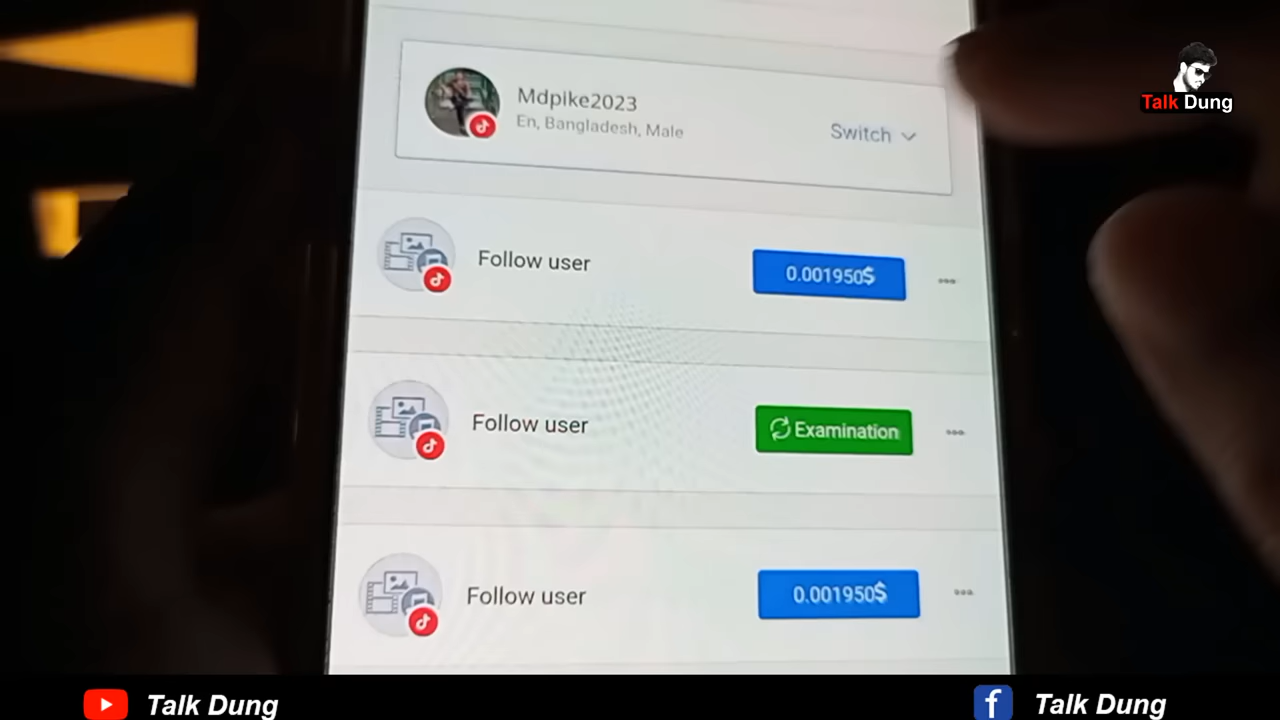 Talk Dung
Mdpike2023
En, Bangladesh, Male
Switch
Follow user
0.001950$
Follow user
Examination
Follow user
0.001950$
Talk Dung
Talk Dung